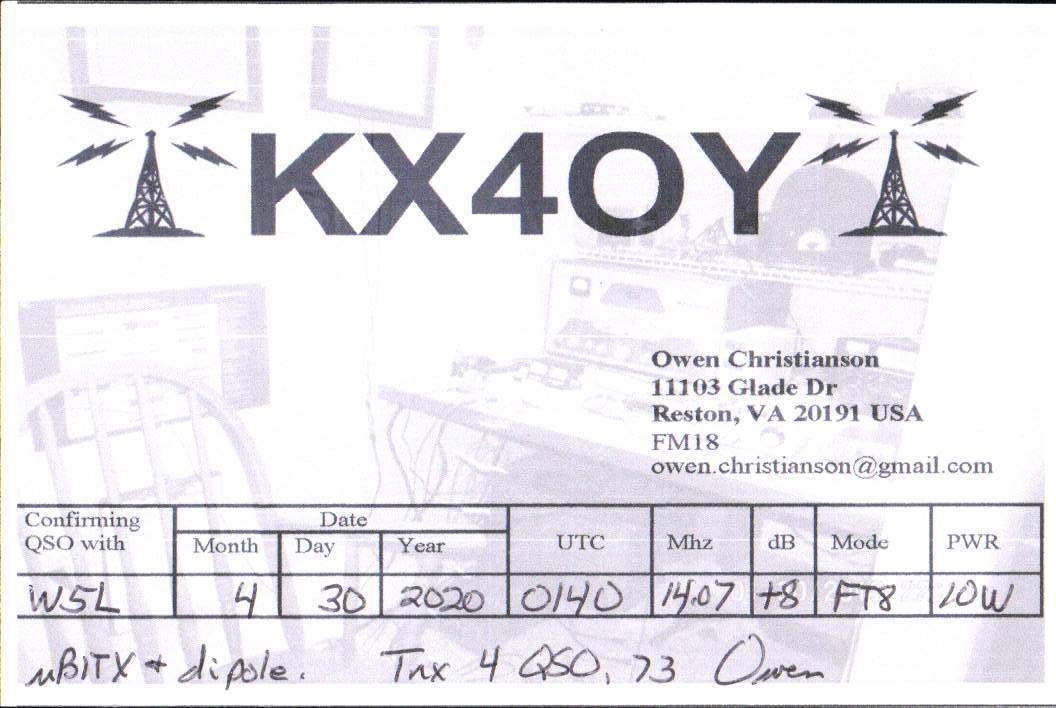 KX4OY
Owen Christianson
11103 Glade Dr
Reston, VA 20191 USA
FM18
owen.christianson@gmail.com
Confirming QSO with Date Month Day Year UTC Mhz dB Mode PWR
W5L 4 30 2020 0140 14.07 +8 FT8 10W
uBITX + dipole. Tnx 4 QSO, 73 Owen